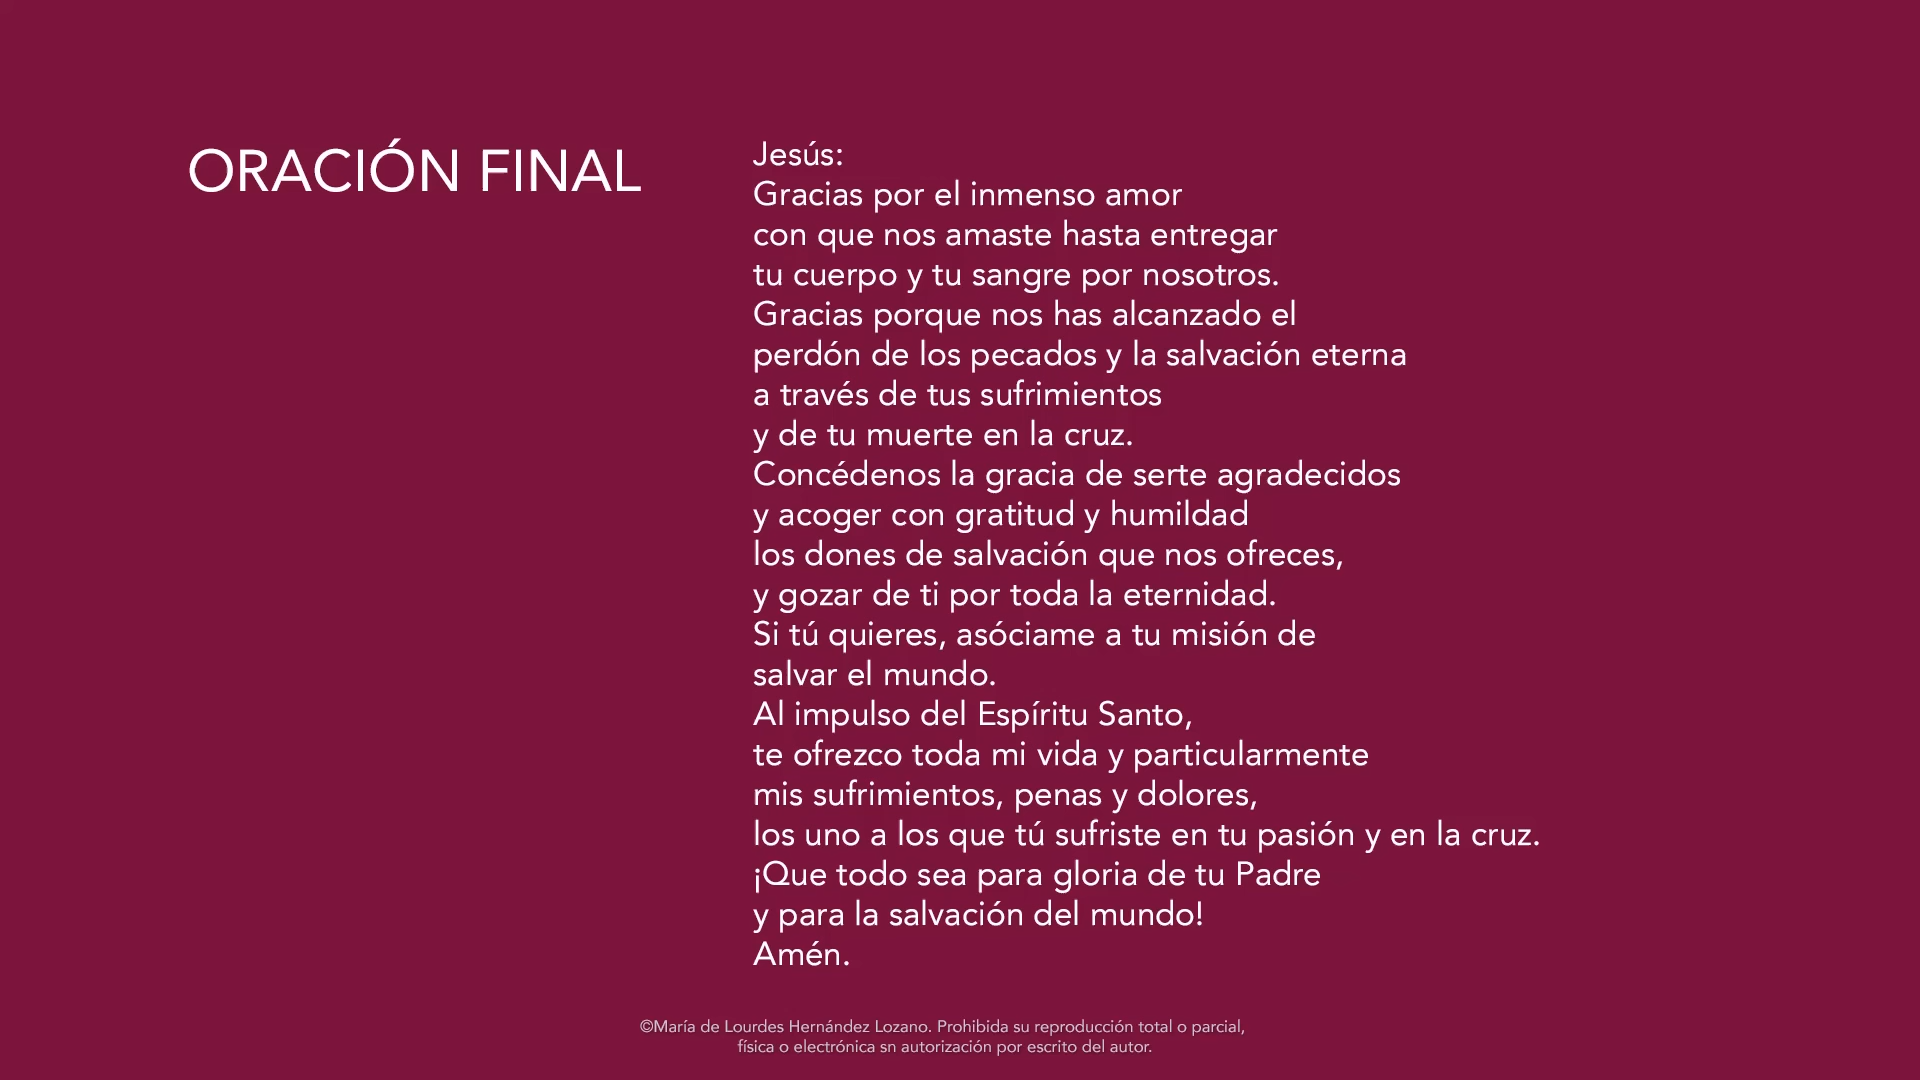 ORACIÓN FINAL
Jesús:
Gracias por el inmenso amor
con que nos amaste hasta entregar
tu cuerpo y tu sangre por nosotros.
Gracias porque nos has alcanzado el
perdón de los pecados y la salvación eterna
a través de tus sufrimientos
y de tu muerte en la cruz.
Concédenos la gracia de serte agradecidos
y acoger con gratitud y humildad
los dones de salvación que nos ofreces,
y gozar de ti por toda la eternidad.
Si tú quieres, asóciame a tu misión de
salvar el mundo.
Al impulso del Espíritu Santo,
te ofrezco toda mi vida y particularmente
mis sufrimientos, penas y dolores,
los uno a los que tú sufriste en tu pasión y en la cruz.
¡Que todo sea para gloria de tu Padre
y para la salvación del mundo!
Amén.
©María de Lourdes Hernández Lozano. Prohibida su reproducción total o parcial,
física o electrónica sn autorización por escrito del autor.